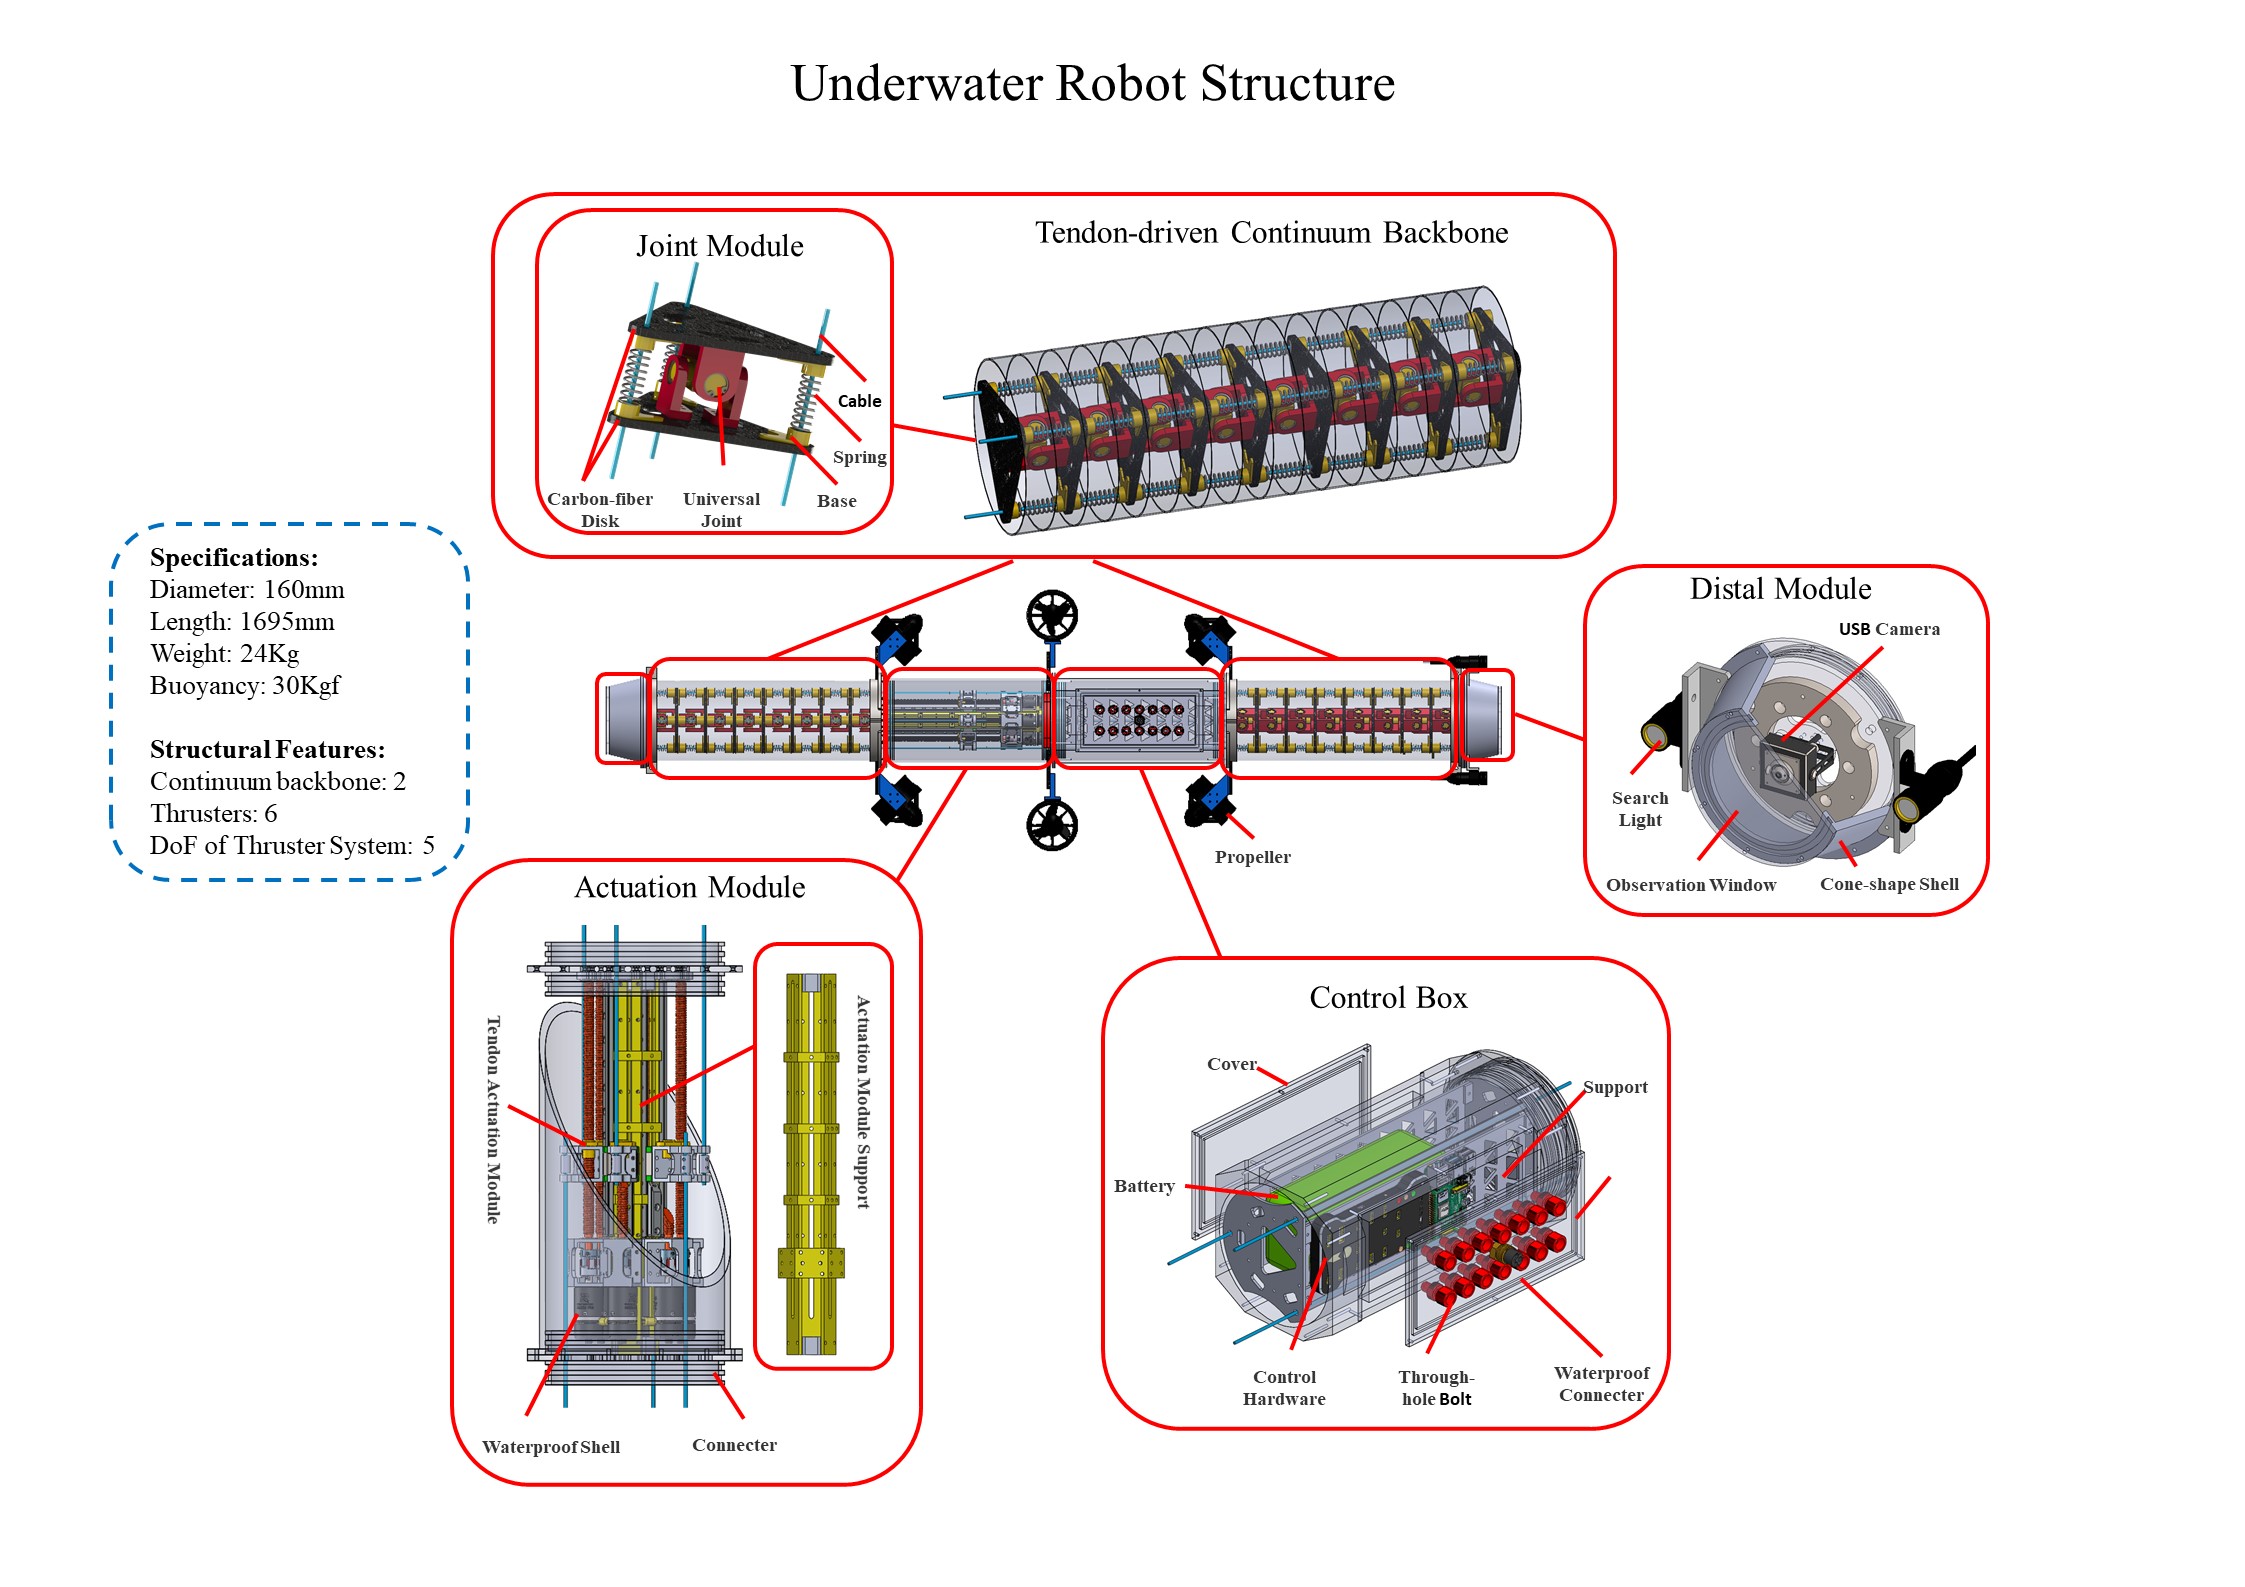 Underwater Robot Structure
Joint Module
Tendon-driven Continuum Backbone
Cable
Spring
Carbon-fiber
Disk
Universal
Joint
Base
Specifications:
Diameter: 160mm
Length: 1695mm
Weight: 24Kg
Buoyancy: 30Kgf
Structural Features:
Continuum backbone: 2
Thrusters: 6
DoF of Thruster System: 5
Distal Module
USB Camera
Search
Light
Observation Window
Cone-shape Shell
Propeller
Actuation Module
Tendon Actuation Module
Actuation Module Support
Waterproof Shell
Connecter
Control Box
Cover
Support
Battery
Control
Hardware
Through-
hole Bolt
Waterproof
Connecter